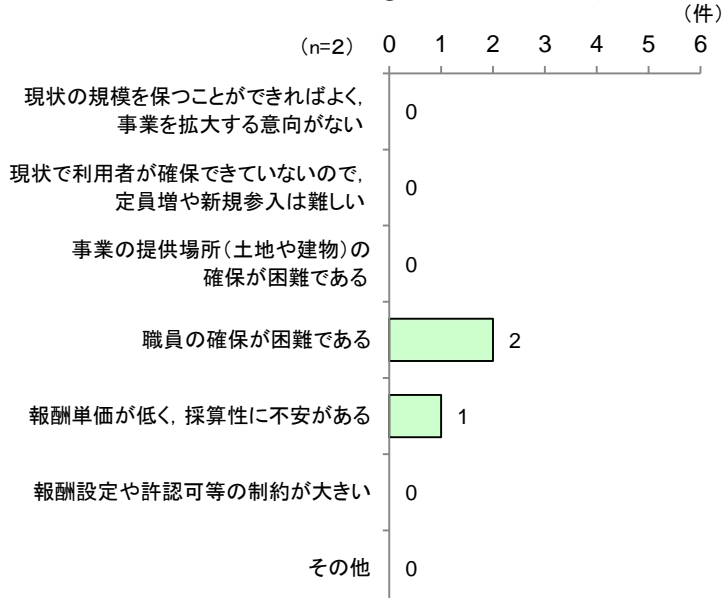 （件）
（n=2） 0 1 2 3 4 5 6
現状の規模を保つことができればよく，
事業を拡大する意向がない
0
現状で利用者が確保できていないので，
定員増や新規参入は難しい
0
事業の提供場所（土地や建物）の
確保が困難である
0
職員の確保が困難である 2
報酬単価が低く，採算性に不安がある 1
報酬設定や許認可等の制約が大きい 0
その他 0